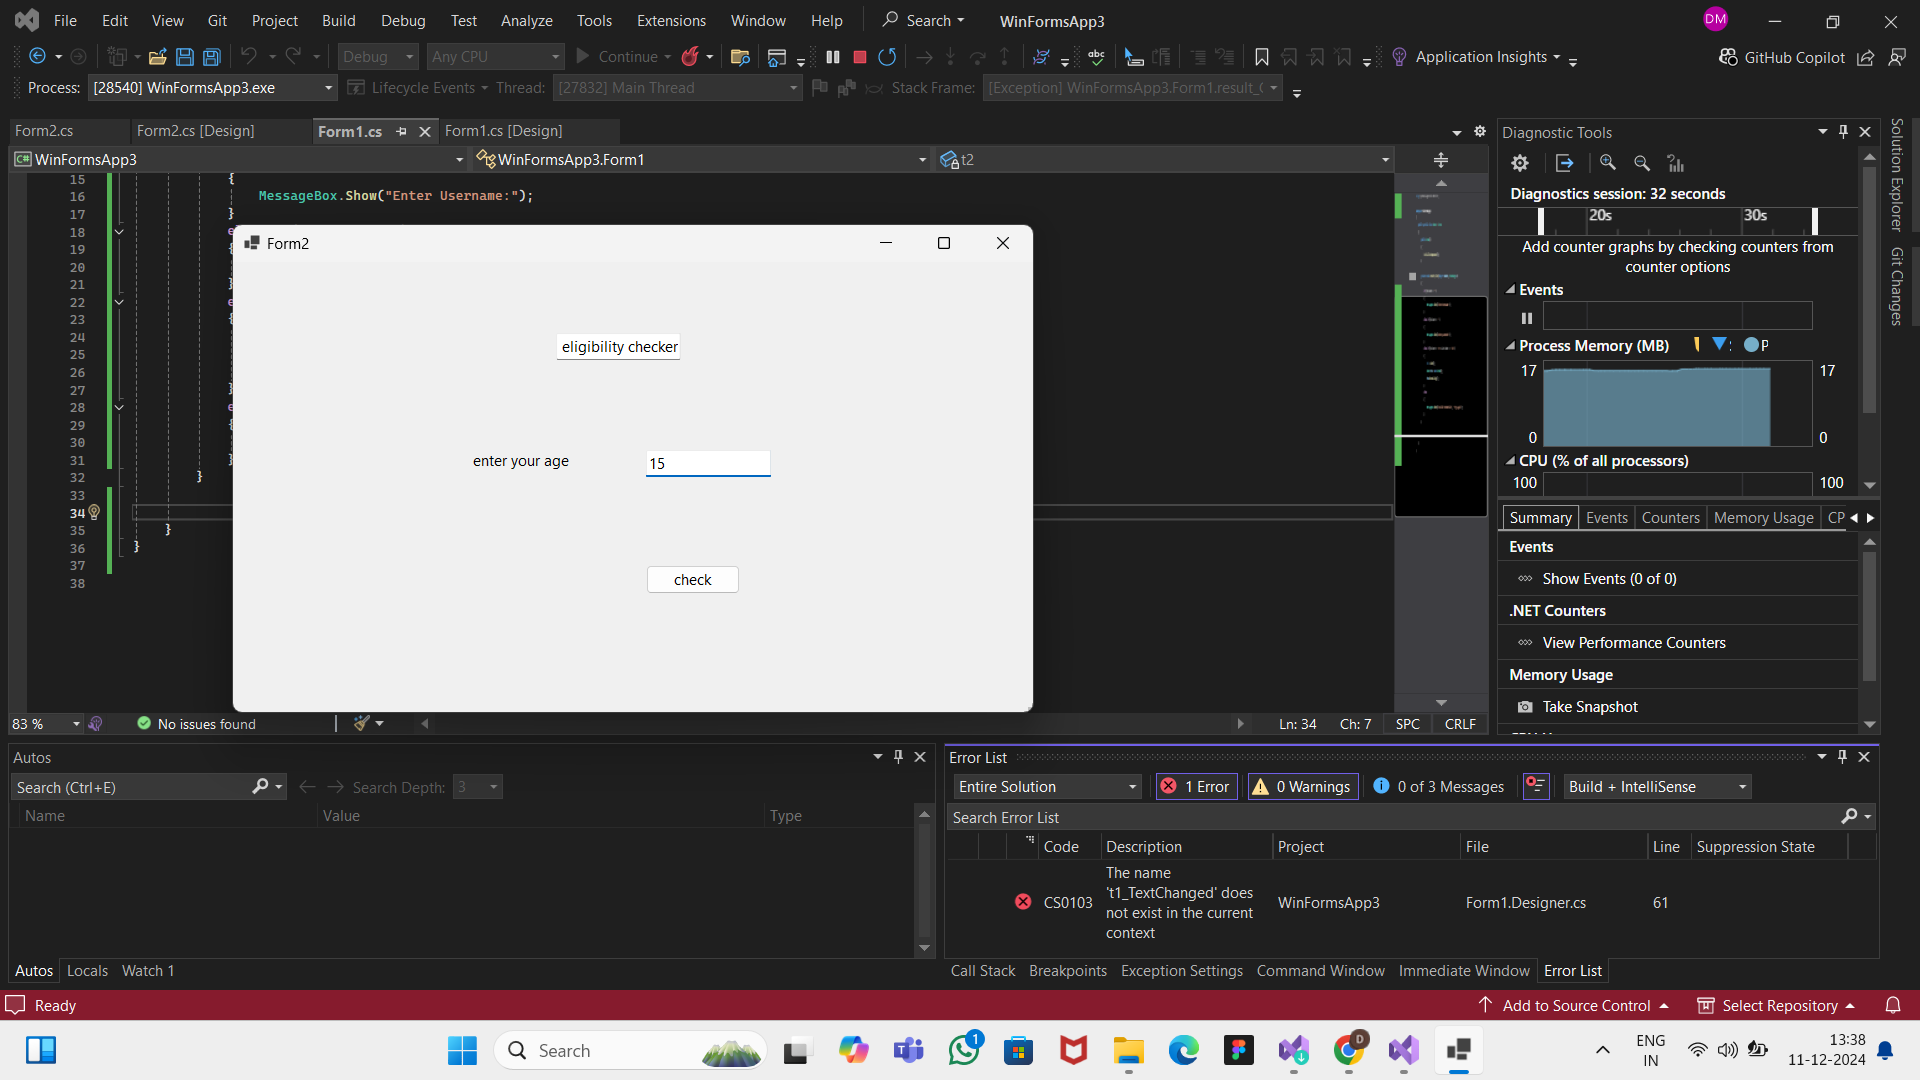 File Edit View Git Project Build Debug Test Analyze Tools Extensions Window Help Search WinFormsApp3 DM
Debug Any CPU Continue Application Insights GitHub Copilot
Process: [28540] WinFormsApp3.exe Lifecycle Events Thread: [27832] Main Thread Stack Frame: [Exception] WinFormsApp3.Form1.result_
Form2.cs Form2.cs [Design] Form1.cs Form1.cs [Design]
C# WinFormsApp3 WinFormsApp3.Form1 t2
15 {
16 MessageBox.Show("Enter Username:");
17 }
18 e
19 {
20
21 }
22 e
23 {
24
25
26
27 }
28 e
29 {
30
31 }
32 }
33
34
35 }
36 }
37
38
Form2
eligibility checker
enter your age 15
check
83 % No issues found Ln: 34 Ch: 7 SPC CRLF
Diagnostic Tools
Diagnostics session: 32 seconds
20s 30s
Add counter graphs by checking counters from
counter options
Events
Process Memory (MB) P
17 17
0 0
CPU (% of all processors)
100 100
Summary Events Counters Memory Usage CP
Events
Show Events (0 of 0)
.NET Counters
View Performance Counters
Memory Usage
Take Snapshot
Solution Explorer
Git Changes
Autos
Search (Ctrl+E) Search Depth: 3
Name Value Type
Autos Locals Watch 1
Error List
Entire Solution 1 Error 0 Warnings 0 of 3 Messages Build + IntelliSense
Search Error List
Code Description Project File Line Suppression State
CS0103 The name
't1_TextChanged' does
not exist in the current
context
WinFormsApp3 Form1.Designer.cs 61
Call Stack Breakpoints Exception Settings Command Window Immediate Window Error List
Ready Add to Source Control Select Repository
Search 1 D ENG
IN
13:38
11-12-2024